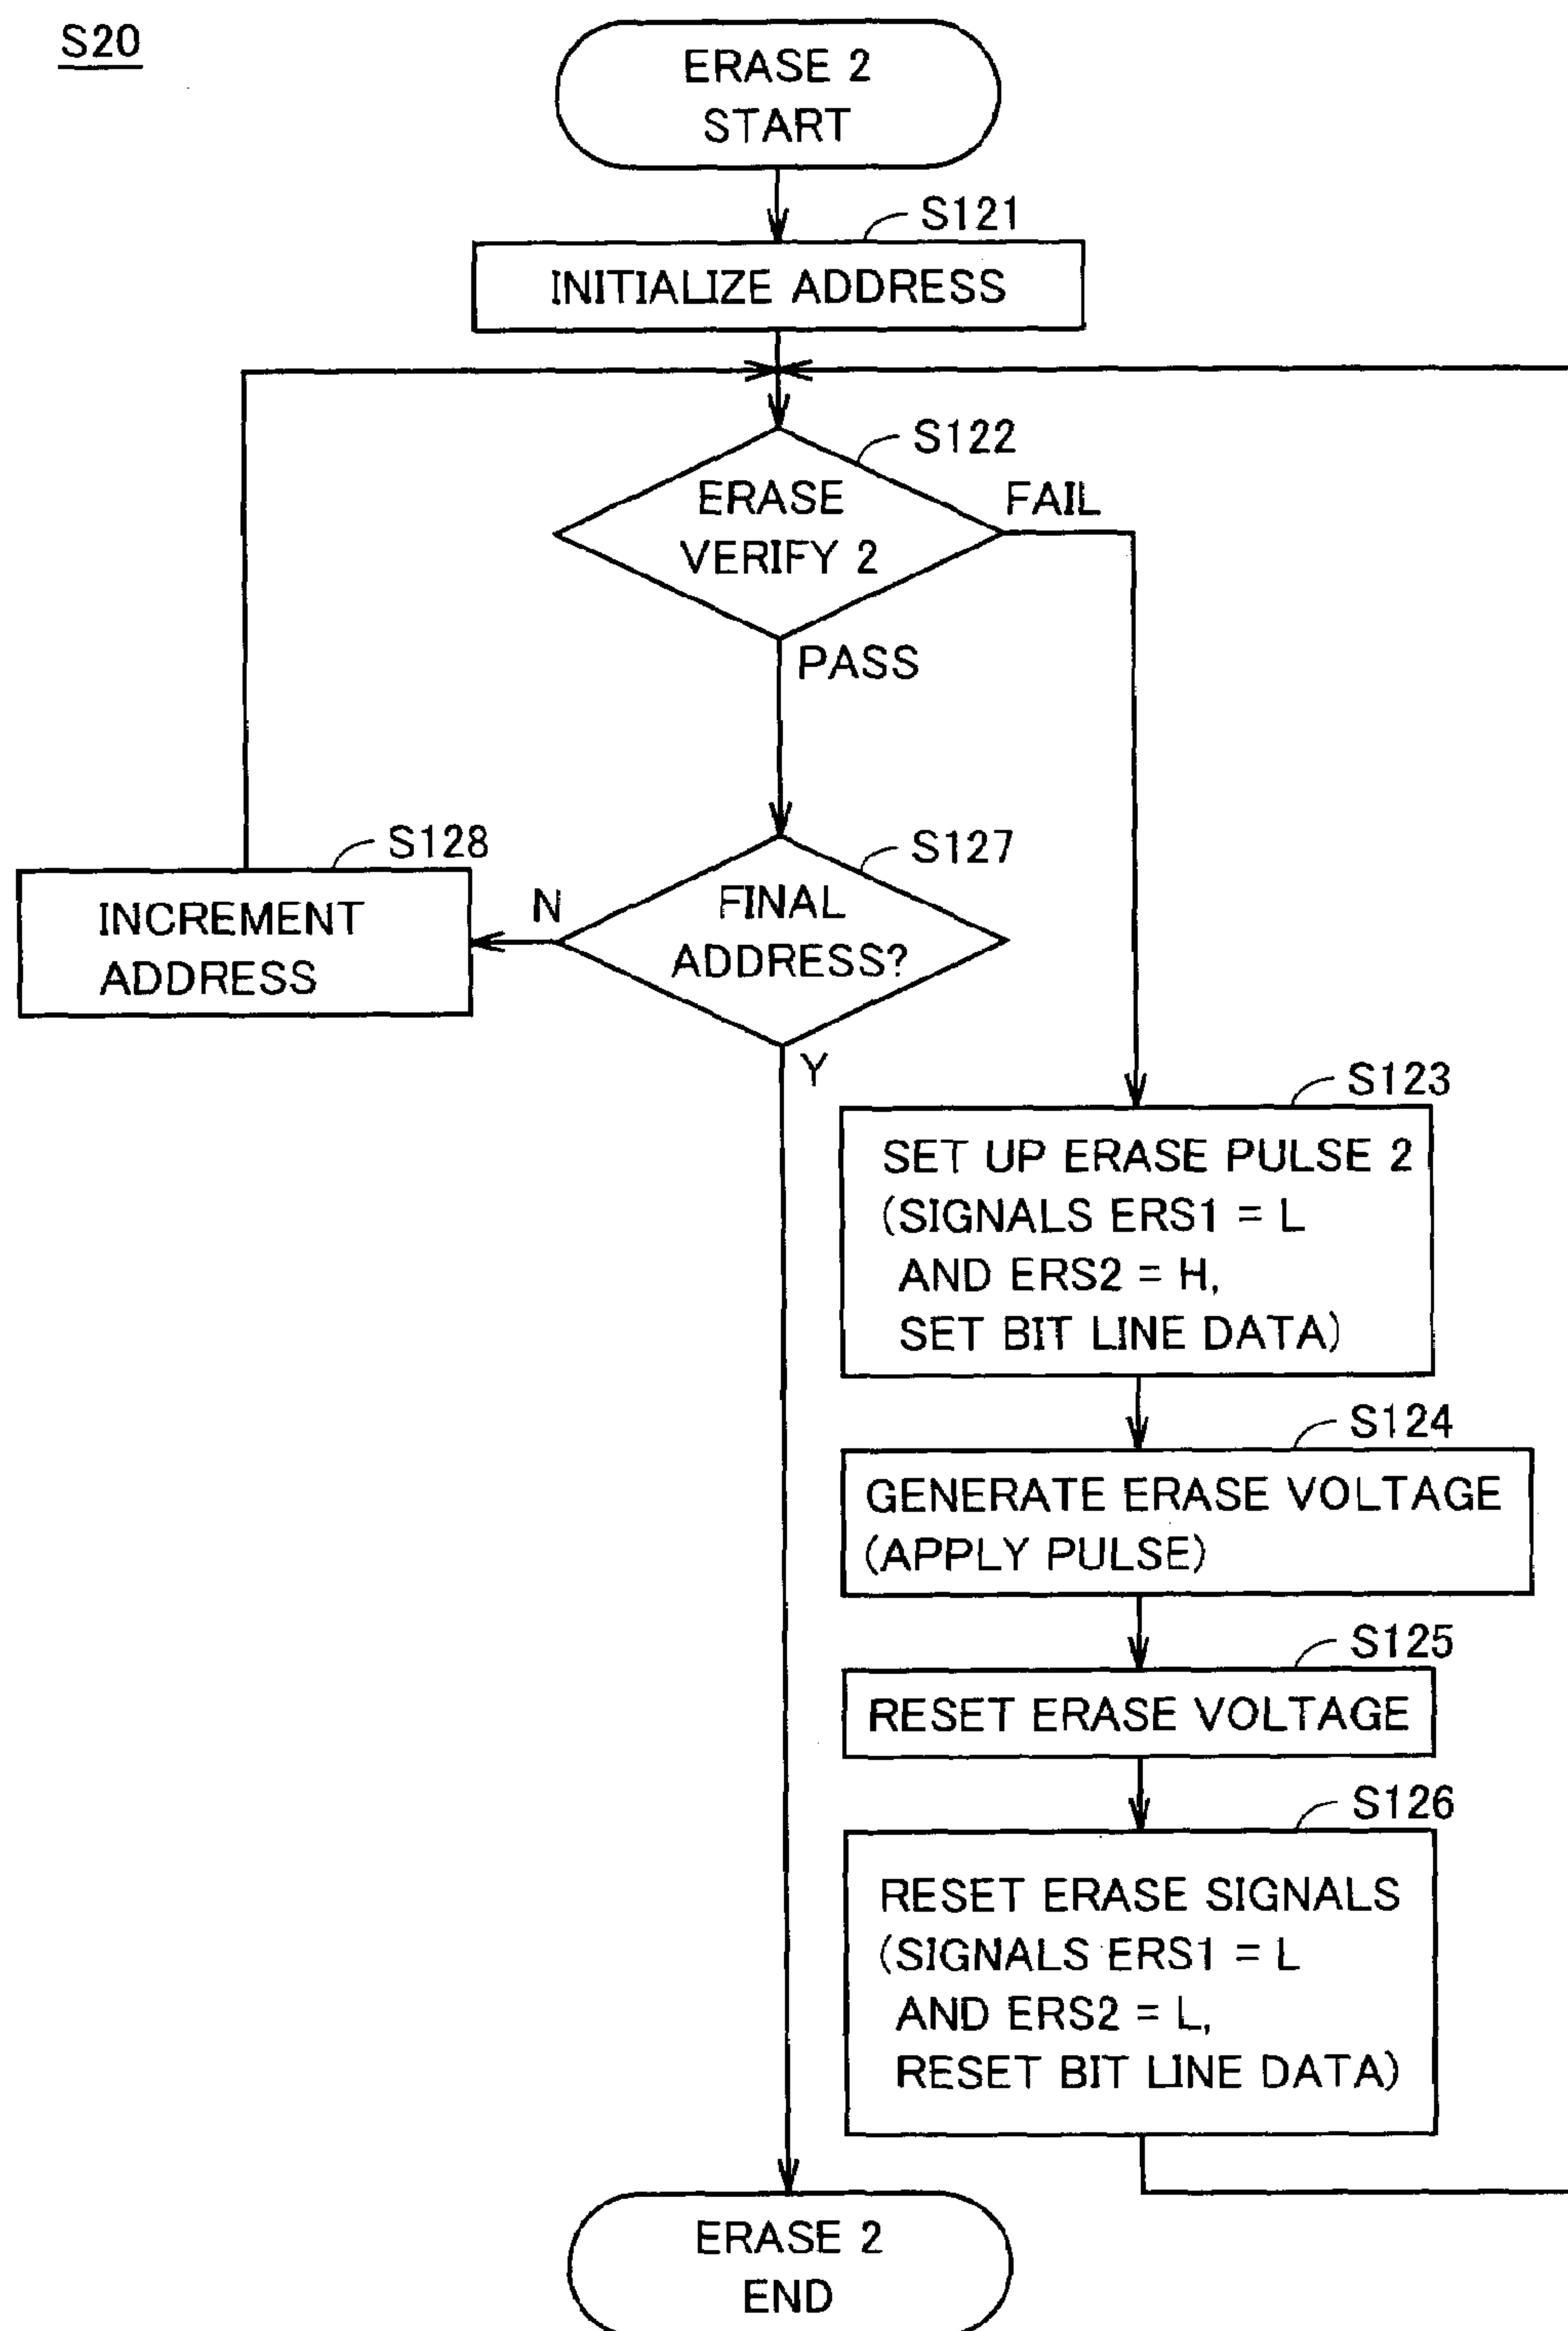 S20
ERASE 2
START
S121
INITIALIZE ADDRESS
S122
ERASE
VERIFY 2
FAIL
PASS
S128
INCREMENT
ADDRESS
N
S127
FINAL
ADDRESS?
Y
S123
SET UP ERASE PULSE 2
(SIGNALS ERS1 = L
AND ERS2 = H,
SET BIT LINE DATA)
S124
GENERATE ERASE VOLTAGE
(APPLY PULSE)
S125
RESET ERASE VOLTAGE
S126
RESET ERASE SIGNALS
(SIGNALS ERS1 = L
AND ERS2 = L,
RESET BIT LINE DATA)
ERASE 2
END